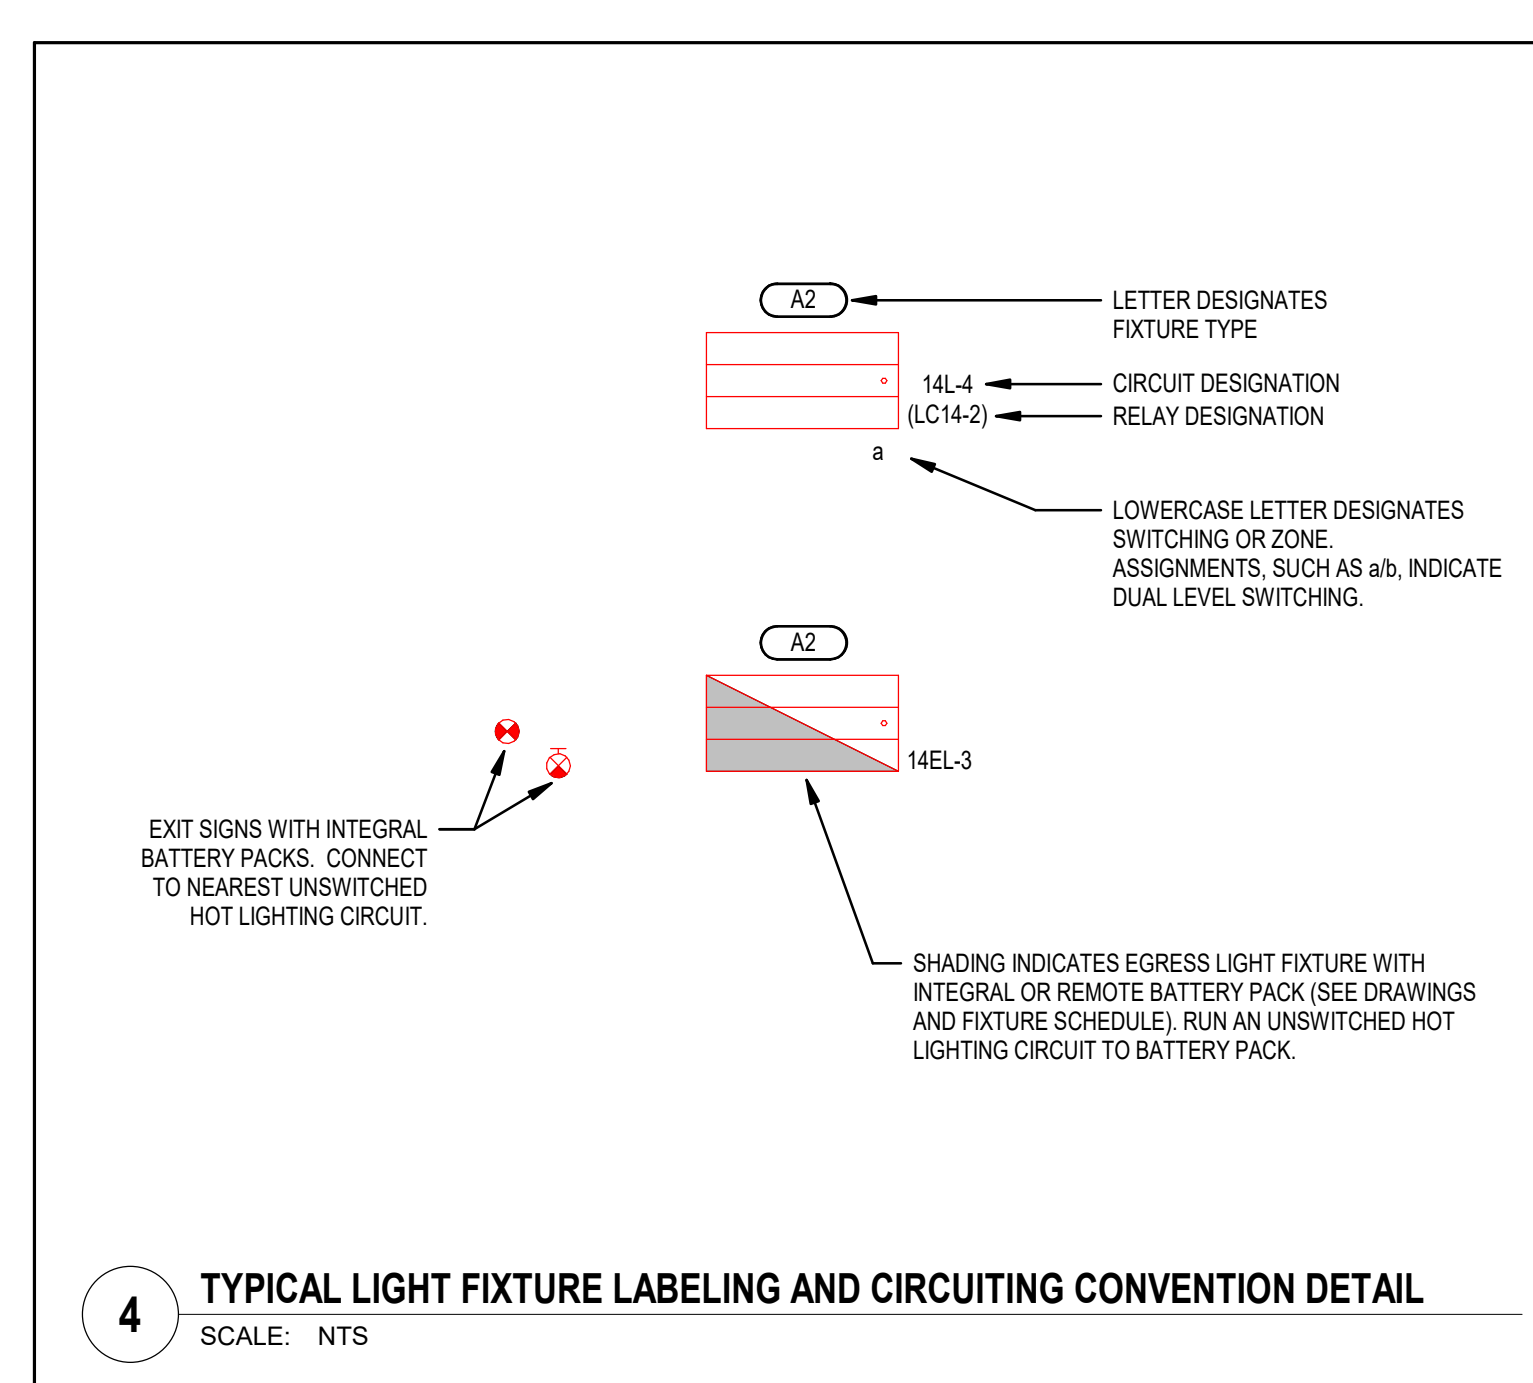 A2
LETTER DESIGNATES
FIXTURE TYPE
14L-4
CIRCUIT DESIGNATION
(LC14-2)
RELAY DESIGNATION
a
LOWERCASE LETTER DESIGNATES
SWITCHING OR ZONE.
ASSIGNMENTS, SUCH AS a/b, INDICATE
DUAL LEVEL SWITCHING.
A2
14EL-3
EXIT SIGNS WITH INTEGRAL
BATTERY PACKS. CONNECT
TO NEAREST UNSWITCHED
HOT LIGHTING CIRCUIT.
SHADING INDICATES EGRESS LIGHT FIXTURE WITH
INTEGRAL OR REMOTE BATTERY PACK (SEE DRAWINGS
AND FIXTURE SCHEDULE). RUN AN UNSWITCHED HOT
LIGHTING CIRCUIT TO BATTERY PACK.
4
TYPICAL LIGHT FIXTURE LABELING AND CIRCUITING CONVENTION DETAIL
SCALE: NTS